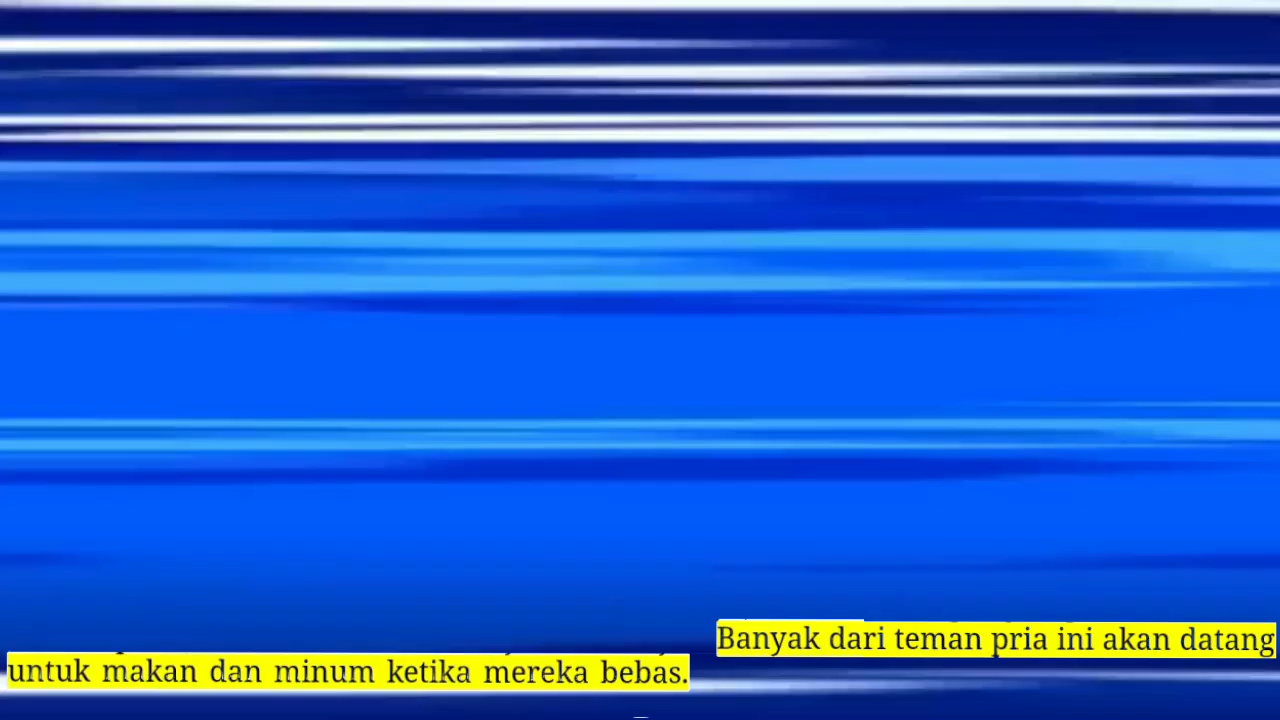 Banyak dari teman pria ini akan datang
untuk makan dan minum ketika mereka bebas.